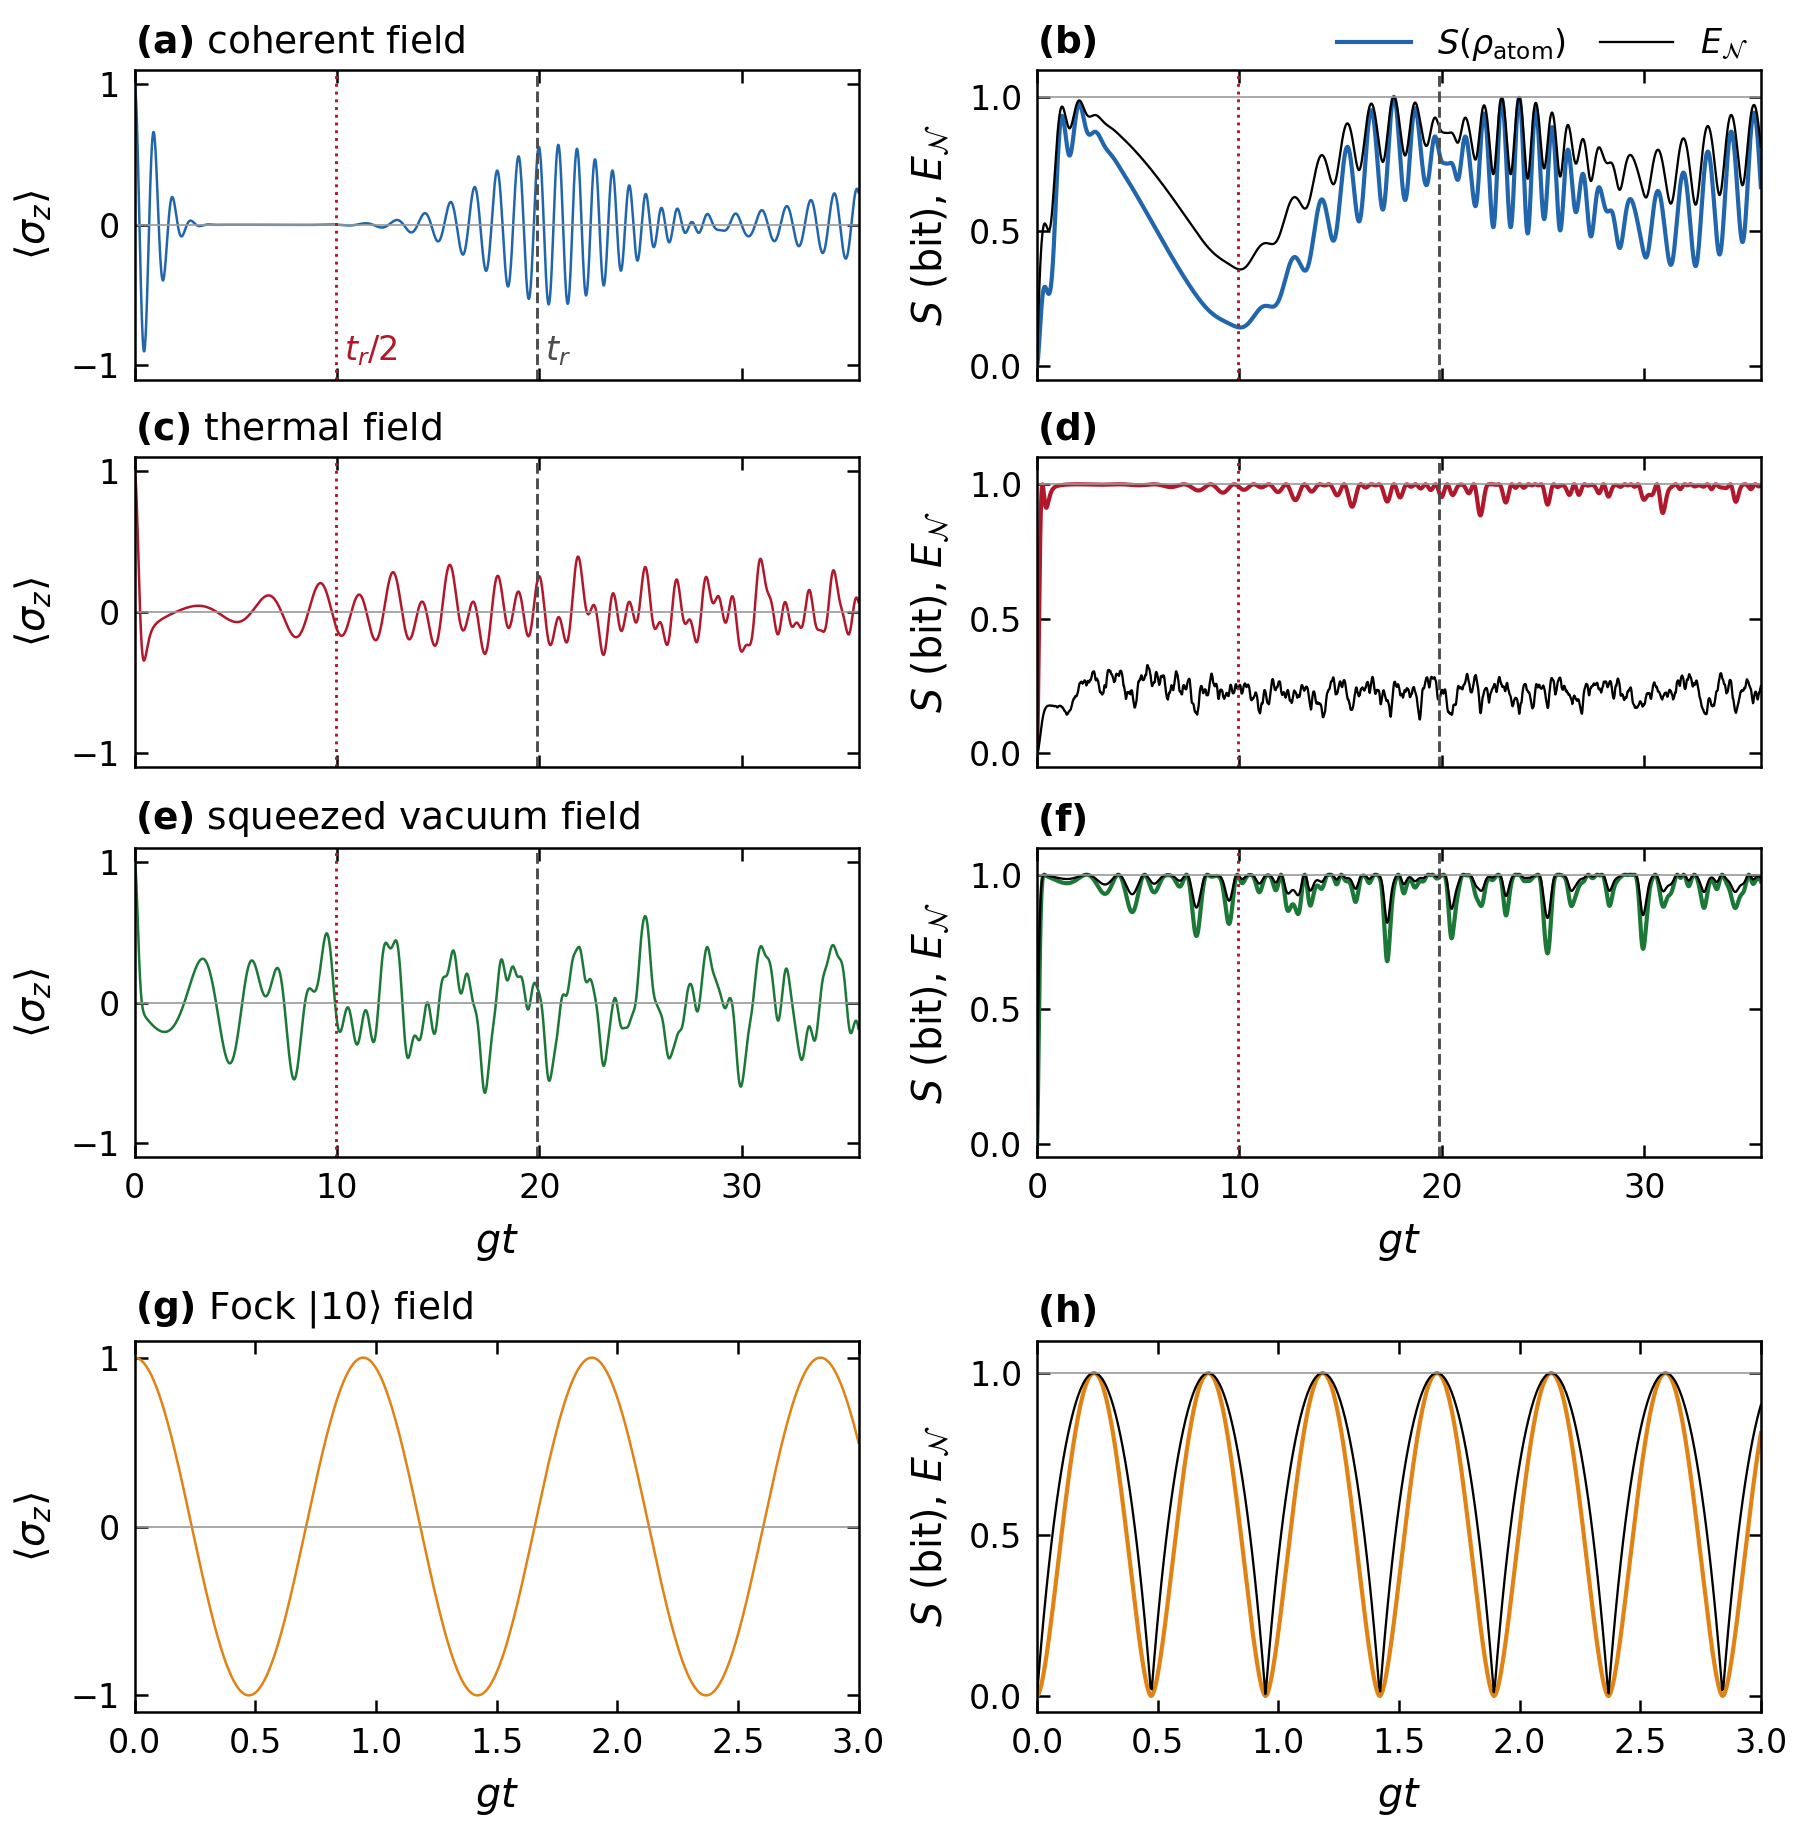 (a) coherent field
(b)
S(ρatom) E𝒩
1
0
−1
⟨σz⟩
tr/2
tr
1.0
0.5
0.0
S (bit), E𝒩
(c) thermal field
(d)
1
0
−1
⟨σz⟩
1.0
0.5
0.0
S (bit), E𝒩
(e) squeezed vacuum field
(f)
1
0
−1
⟨σz⟩
0 10 20 30
gt
1.0
0.5
0.0
S (bit), E𝒩
0 10 20 30
gt
(g) Fock |10⟩ field
(h)
1
0
−1
⟨σz⟩
0.0 0.5 1.0 1.5 2.0 2.5 3.0
gt
1.0
0.5
0.0
S (bit), E𝒩
0.0 0.5 1.0 1.5 2.0 2.5 3.0
gt